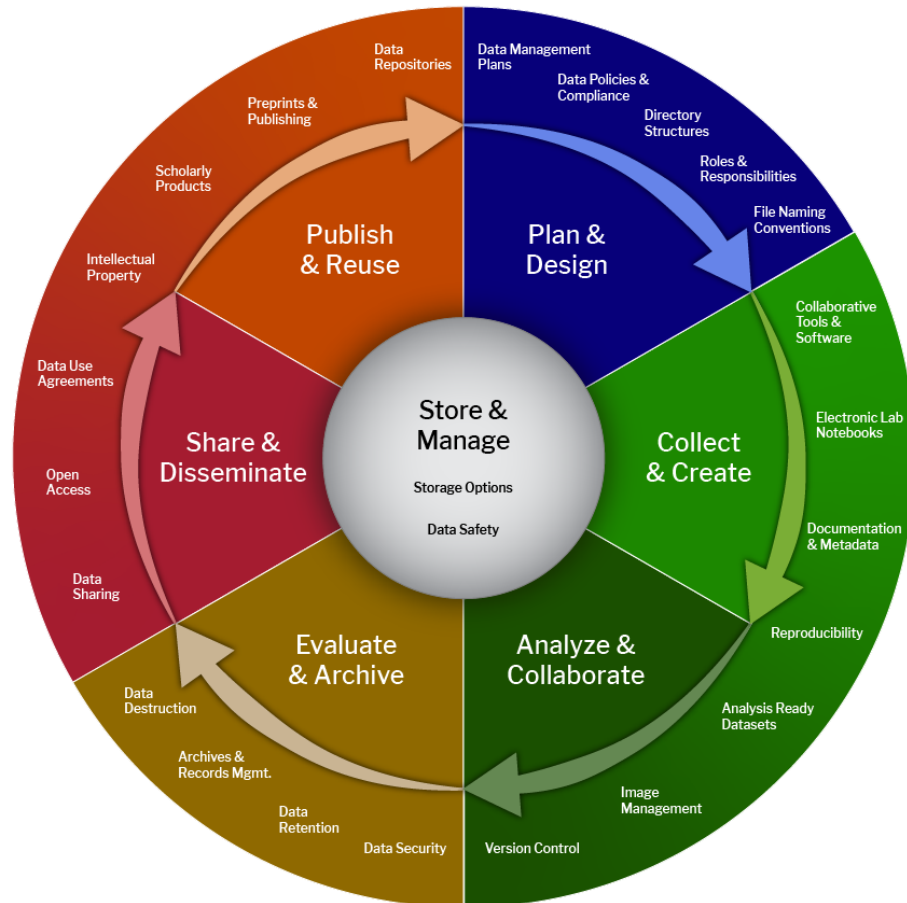 Data
Repositories
Data Management
Plans
Data Policies &
Compliance
Directory
Structures
Roles &
Responsibilities
File Naming
Conventions
Collaborative
Tools &
Software
Electronic Lab
Notebooks
Documentation
& Metadata
Reproducibility
Analysis Ready
Datasets
Image
Management
Version Control
Data Security
Data
Retention
Archives &
Records Mgmt.
Data
Destruction
Data
Sharing
Open
Access
Data Use
Agreements
Intellectual
Property
Scholarly
Products
Preprints &
Publishing
Publish
& Reuse
Plan &
Design
Collect
& Create
Analyze &
Collaborate
Evaluate
& Archive
Share &
Disseminate
Store &
Manage
Storage Options
Data Safety